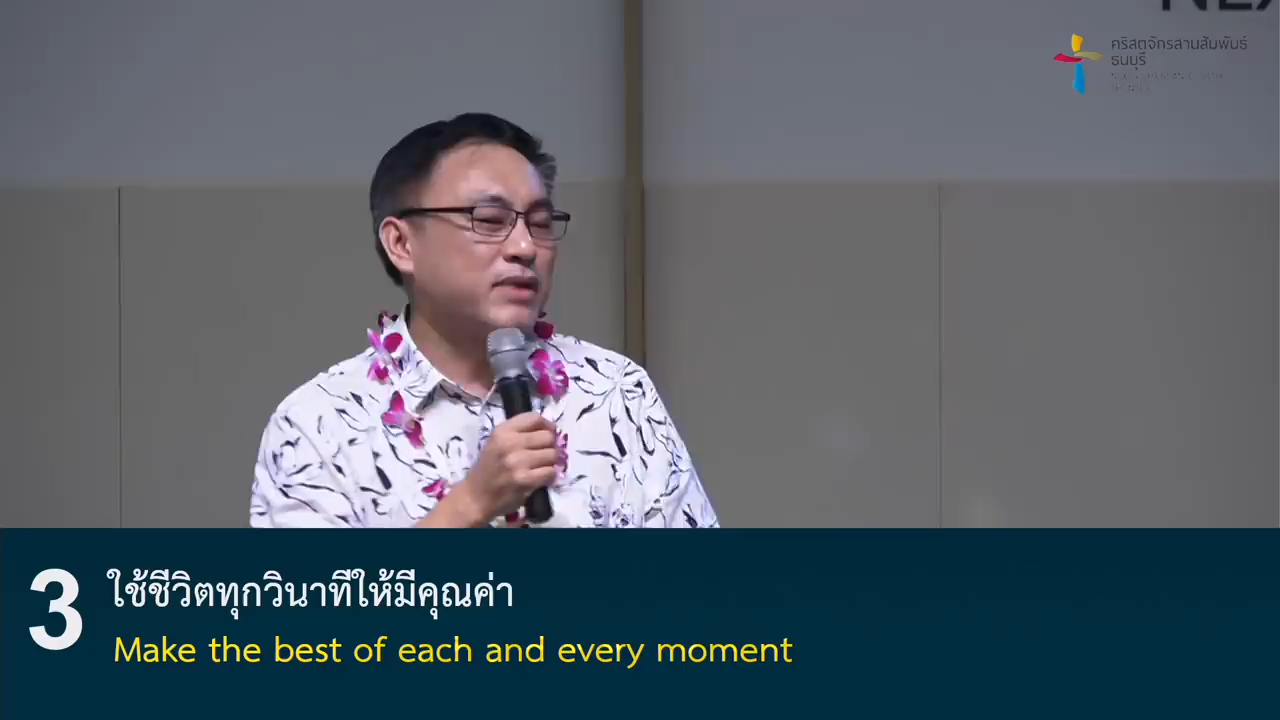 คริสตจักรสานสัมพันธ์
ธนบุรี
3
ใช้ชีวิตทุกวินาทีให้มีคุณค่า
Make the best of each and every moment